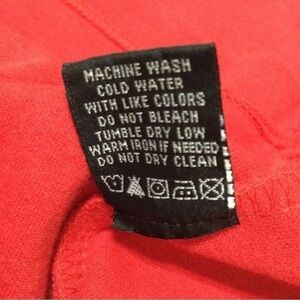 MACHINE WASH
COLD WATER
WITH LIKE COLORS
DO NOT BLEACH
TUMBLE DRY LOW
WARM IRON IF NEEDED
DO NOT DRY CLEAN